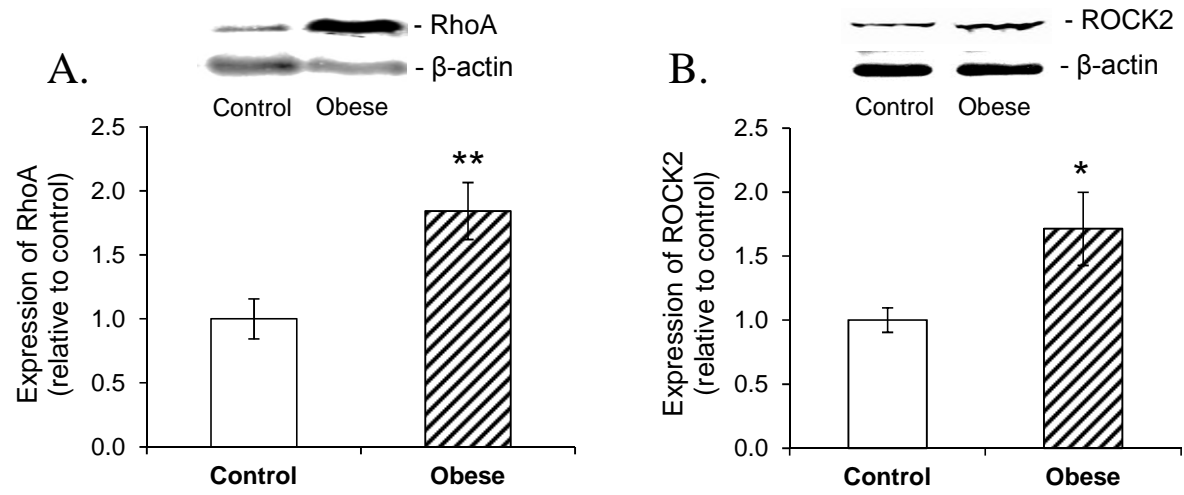 - RhoA
- β-actin
A.
Control Obese
2.5
**
2.0
1.5
1.0
0.5
0.0
Expression of RhoA
(relative to control)
Control Obese
- ROCK2
- β-actin
B.
Control Obese
2.5
*
2.0
1.5
1.0
0.5
0.0
Expression of ROCK2
(relative to control)
Control Obese